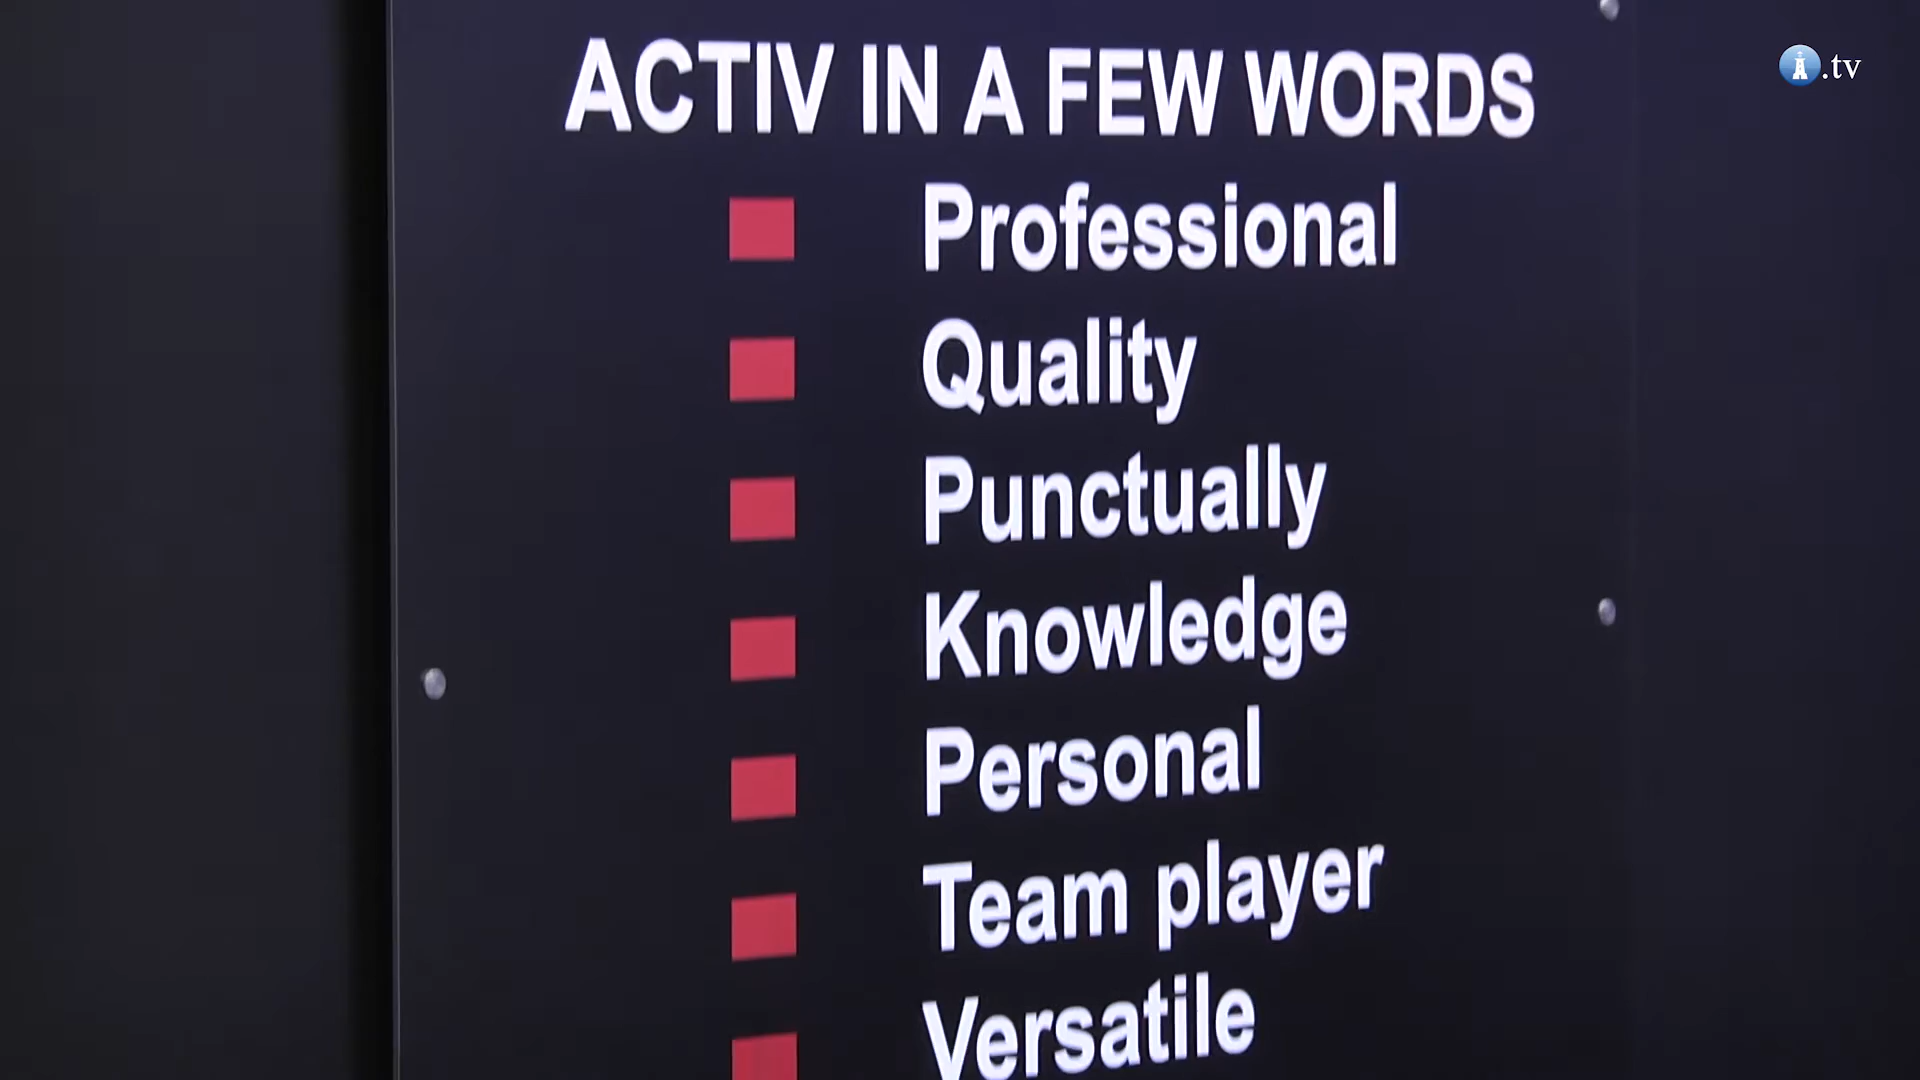 ACTIV IN A FEW WORDS
.tv
Professional
Quality
Punctually
Knowledge
Personal
Team player
Versatile